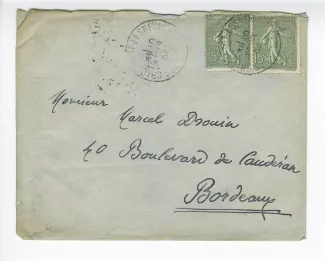 Monsieur
Marcel Drouin
40 Boulevard de Caudéran
Bordeaux